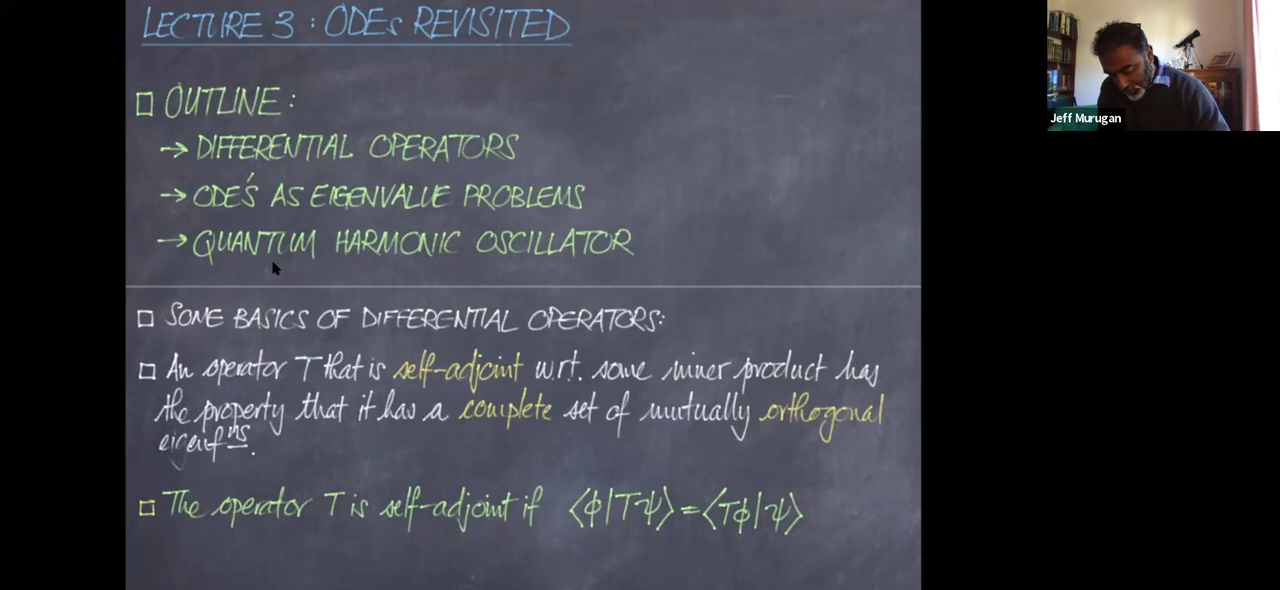 LECTURE 3 : ODEs REVISITED
□ OUTLINE:
→ DIFFERENTIAL OPERATORS
→ ODE'S AS EIGENVALUE PROBLEMS
→ QUANTUM HARMONIC OSCILLATOR
□ SOME BASICS OF DIFFERENTIAL OPERATORS:
□ An operator T that is self-adjoint w.r.t. some inner product has
the property that it has a complete set of mutually orthogonal
eigenfns.
□ The operator T is self-adjoint if ⟨ϕ|Tψ⟩=⟨Tϕ|ψ⟩
Jeff Murugan